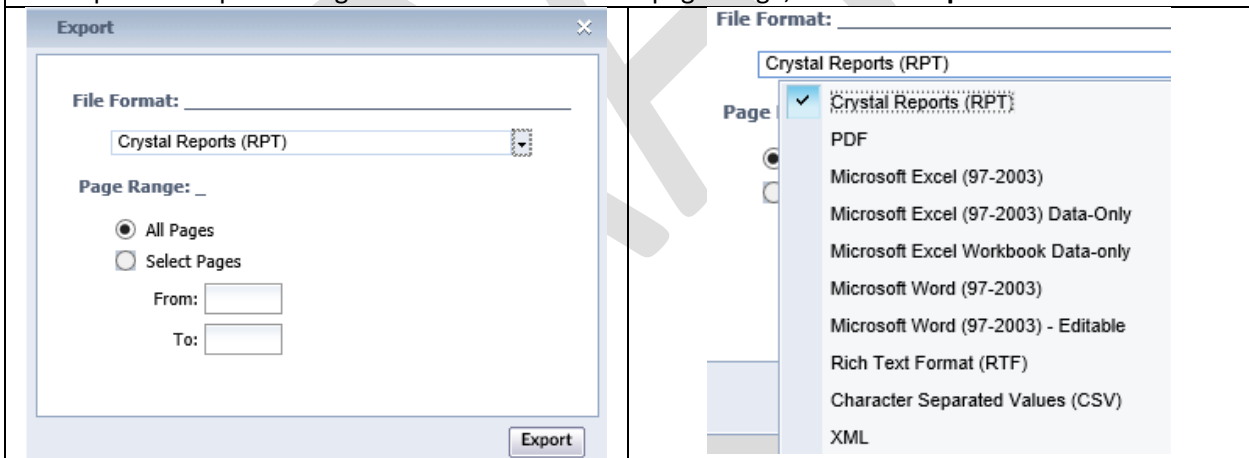 Export
File Format:
Crystal Reports (RPT)
Page Range: _
All Pages
Select Pages
From:
To:
Export
File Format:
Crystal Reports (RPT)
Page
Crystal Reports (RPT)
PDF
Microsoft Excel (97-2003)
Microsoft Excel (97-2003) Data-Only
Microsoft Excel Workbook Data-only
Microsoft Word (97-2003)
Microsoft Word (97-2003) - Editable
Rich Text Format (RTF)
Character Separated Values (CSV)
XML